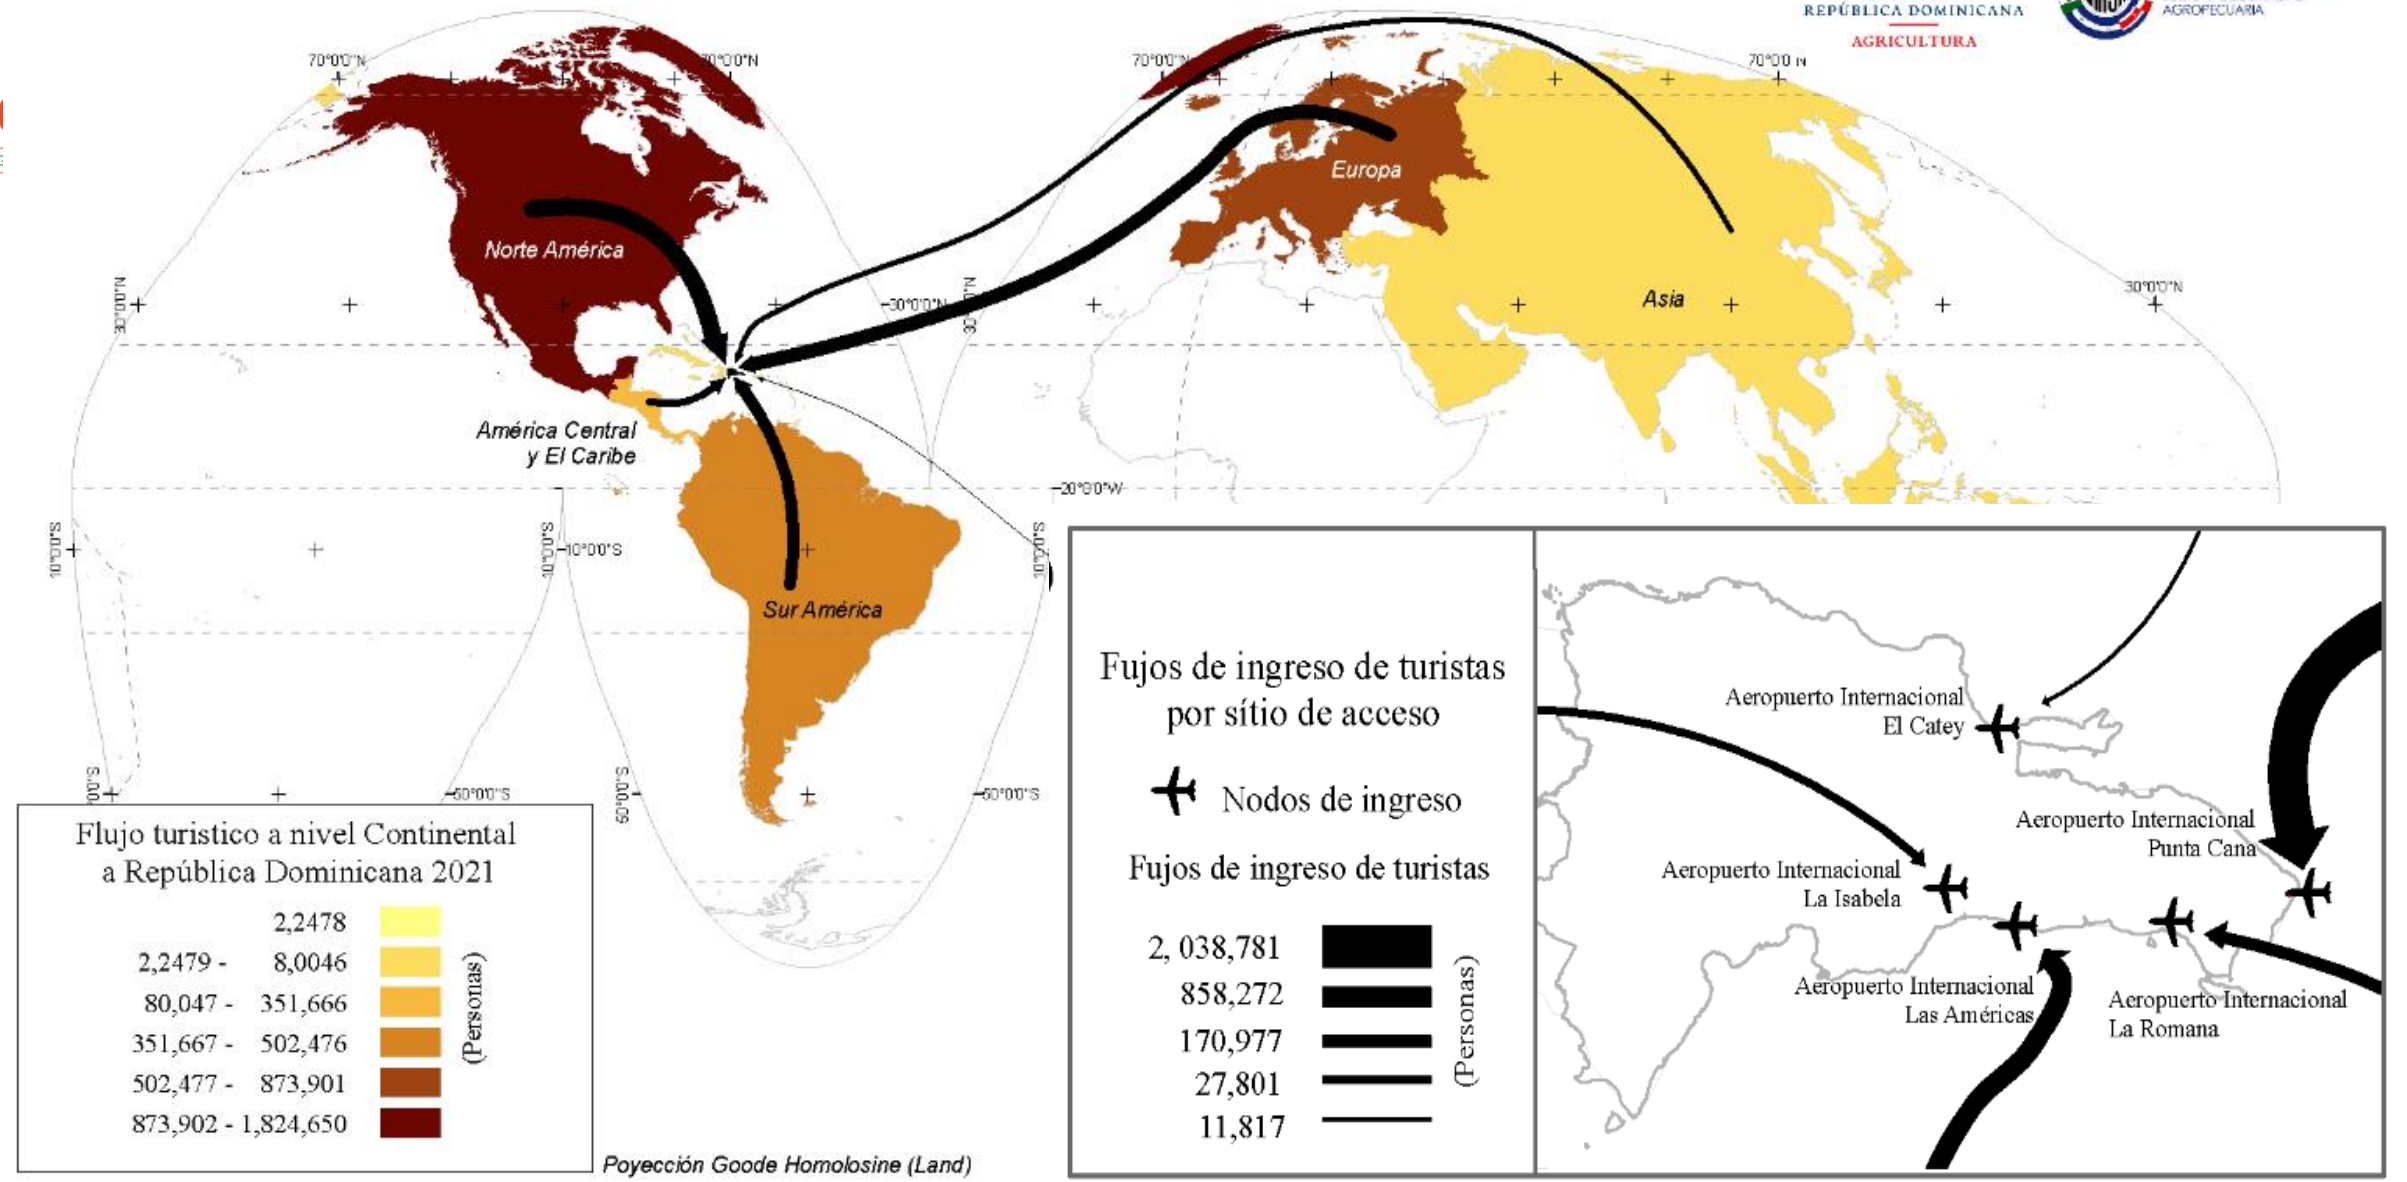 REPÚBLICA DOMINICANA
AGRICULTURA
AGROPECUARIA
70°0'0"N
70°0'0"N
70°0'0"N
70°0'0"N
Europa
Norte América
Asia
30°0'0"N
30°0'0"N
30°0'0"N
30°0'0"N
América Central
y El Caribe
20°0'0"W
10°0'0"S
10°0'0"S
10°0'0"S
10°0'0"S
Sur América
50°0'0"S
50°0'0"S
50°0'0"S
Flujo turistico a nivel Continental
a República Dominicana 2021
2,2478
2,2479 - 8,0046
80,047 - 351,666
351,667 - 502,476
502,477 - 873,901
873,902 - 1,824,650
(Personas)
Poyección Goode Homolosine (Land)
Fujos de ingreso de turistas
por sítio de acceso
Nodos de ingreso
Fujos de ingreso de turistas
2, 038,781
858,272
170,977
27,801
11,817
(Personas)
Aeropuerto Internacional
El Catey
Aeropuerto Internacional
Punta Cana
Aeropuerto Internacional
La Isabela
Aeropuerto Internacional
Las Américas
Aeropuerto Internacional
La Romana